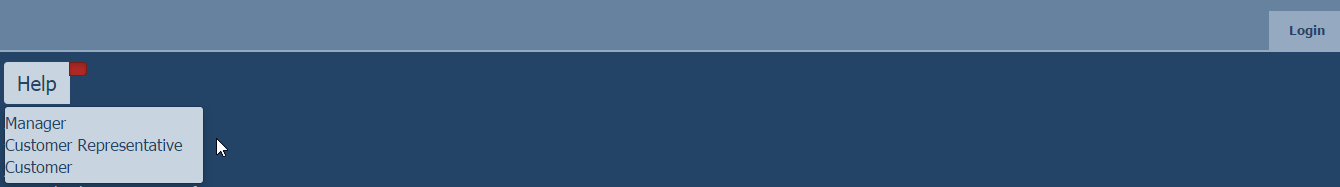 Login
Help
Manager
Customer Representative
Customer